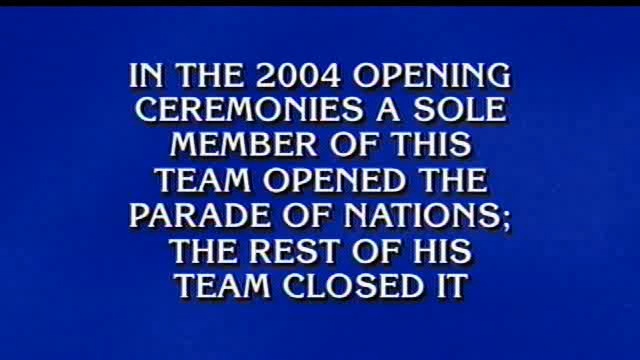 IN THE 2004 OPENING
CEREMONIES A SOLE
MEMBER OF THIS
TEAM OPENED THE
PARADE OF NATIONS;
THE REST OF HIS
TEAM CLOSED IT